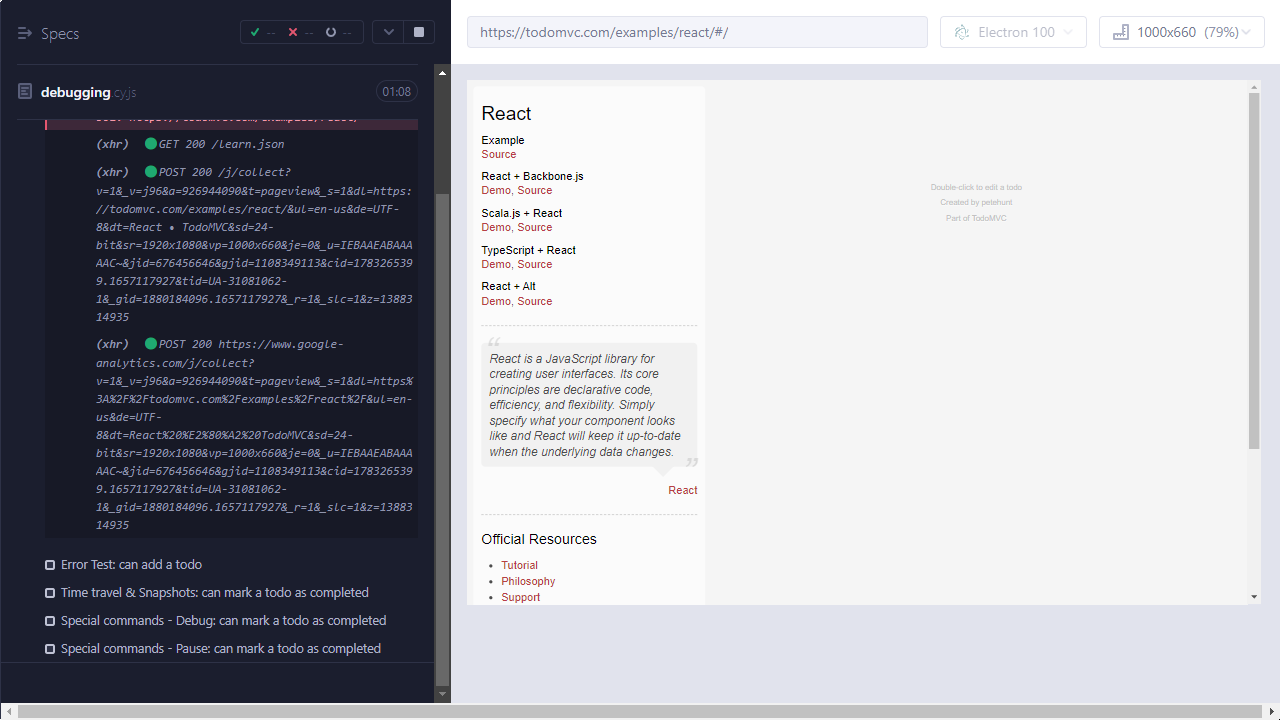 Specs
--
--
--
https://todomvc.com/examples/react/#/
Electron 100
1000x660 (79%)
debugging.cy.js
01:08
(xhr) GET 200 /learn.json
(xhr) POST 200 /j/collect?
v=1&_v=j96&a=926944090&t=pageview&_s=1&dl=https:
//todomvc.com/examples/react/&ul=en-us&de=UTF-
8&dt=React • TodoMVC&sd=24-
bit&sr=1920x1080&vp=1000x660&je=0&_u=IEBAAEABAAA
AAC~&jid=676456646&gjid=1108349113&cid=178326539
9.1657117927&tid=UA-31081062-
1&_gid=1880184096.1657117927&_r=1&_slc=1&z=13883
14935
(xhr) POST 200 https://www.google-
analytics.com/j/collect?
v=1&_v=j96&a=926944090&t=pageview&_s=1&dl=https%
3A%2F%2Ftodomvc.com%2Fexamples%2Freact%2F&ul=en-
us&de=UTF-
8&dt=React%20%E2%80%A2%20TodoMVC&sd=24-
bit&sr=1920x1080&vp=1000x660&je=0&_u=IEBAAEABAAA
AAC~&jid=676456646&gjid=1108349113&cid=178326539
9.1657117927&tid=UA-31081062-
1&_gid=1880184096.1657117927&_r=1&_slc=1&z=13883
14935
Error Test: can add a todo
Time travel & Snapshots: can mark a todo as completed
Special commands - Debug: can mark a todo as completed
Special commands - Pause: can mark a todo as completed
React
Example
Source
React + Backbone.js
Demo, Source
Scala.js + React
Demo, Source
TypeScript + React
Demo, Source
React + Alt
Demo, Source
“
React is a JavaScript library for
creating user interfaces. Its core
principles are declarative code,
efficiency, and flexibility. Simply
specify what your component looks
like and React will keep it up-to-date
when the underlying data changes.
”
React
Official Resources
• Tutorial
• Philosophy
• Support
Double-click to edit a todo
Created by petehunt
Part of TodoMVC